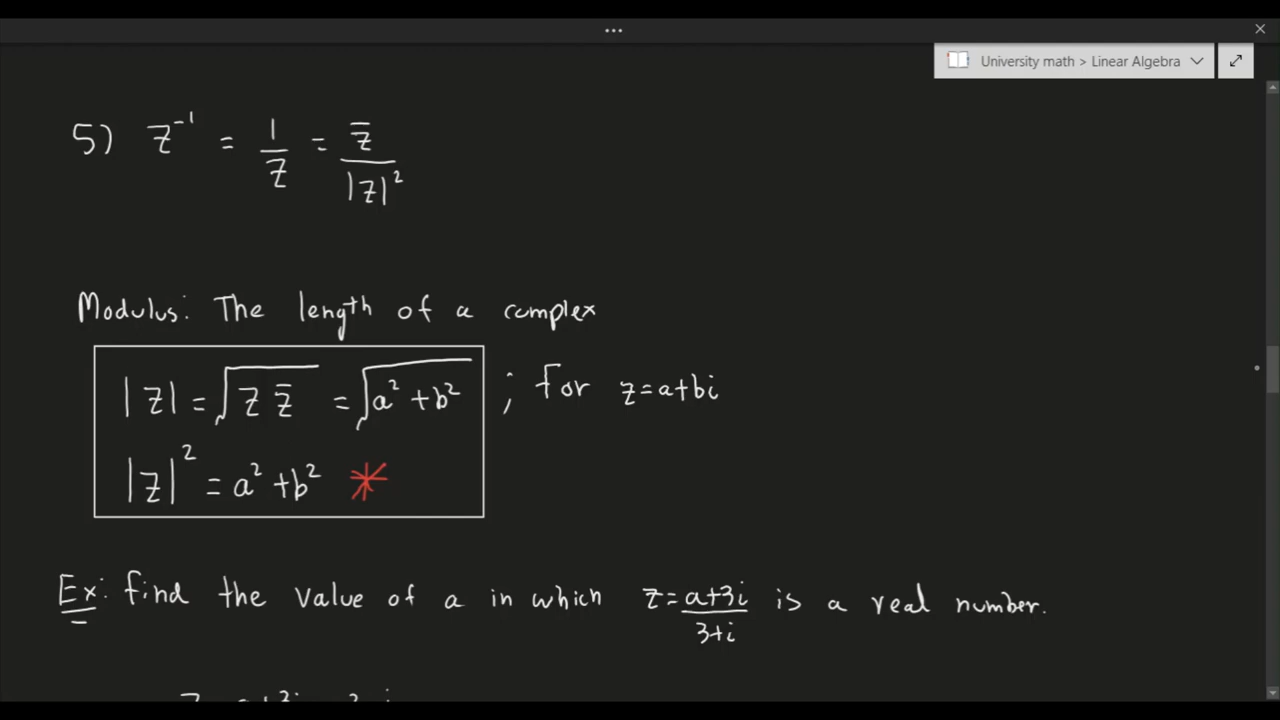 ...
University math > Linear Algebra
5) z⁻¹ = 1/z = z̄/|z|²
Modulus: The length of a complex
|z| = √(z z̄) = √(a² + b²) ; for z = a+bi
|z|² = a² + b² *
Ex: find the value of a in which z = (a+3i)/(3+i) is a real number.